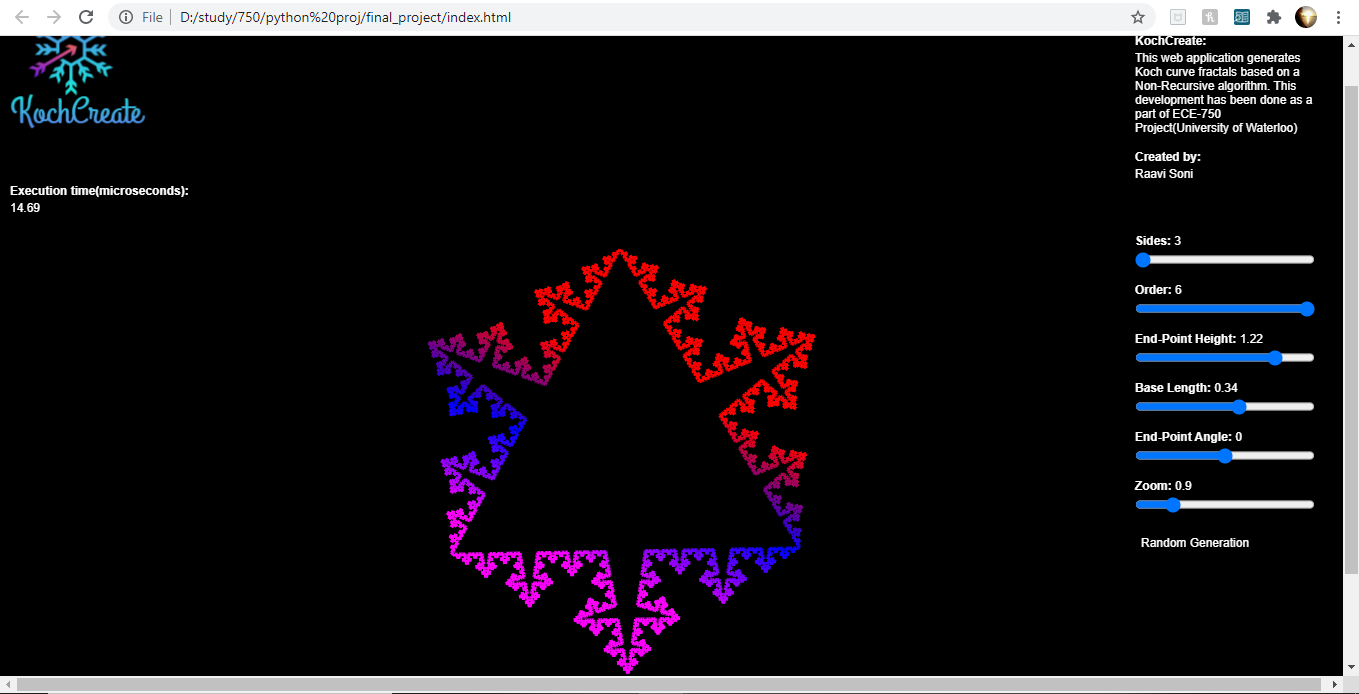 File | D:/study/750/python%20proj/final_project/index.html
KochCreate
Execution time(microseconds):
14.69
KochCreate:
This web application generates
Koch curve fractals based on a
Non-Recursive algorithm. This
development has been done as a
part of ECE-750
Project(University of Waterloo)
Created by:
Raavi Soni
Sides: 3
Order: 6
End-Point Height: 1.22
Base Length: 0.34
End-Point Angle: 0
Zoom: 0.9
Random Generation